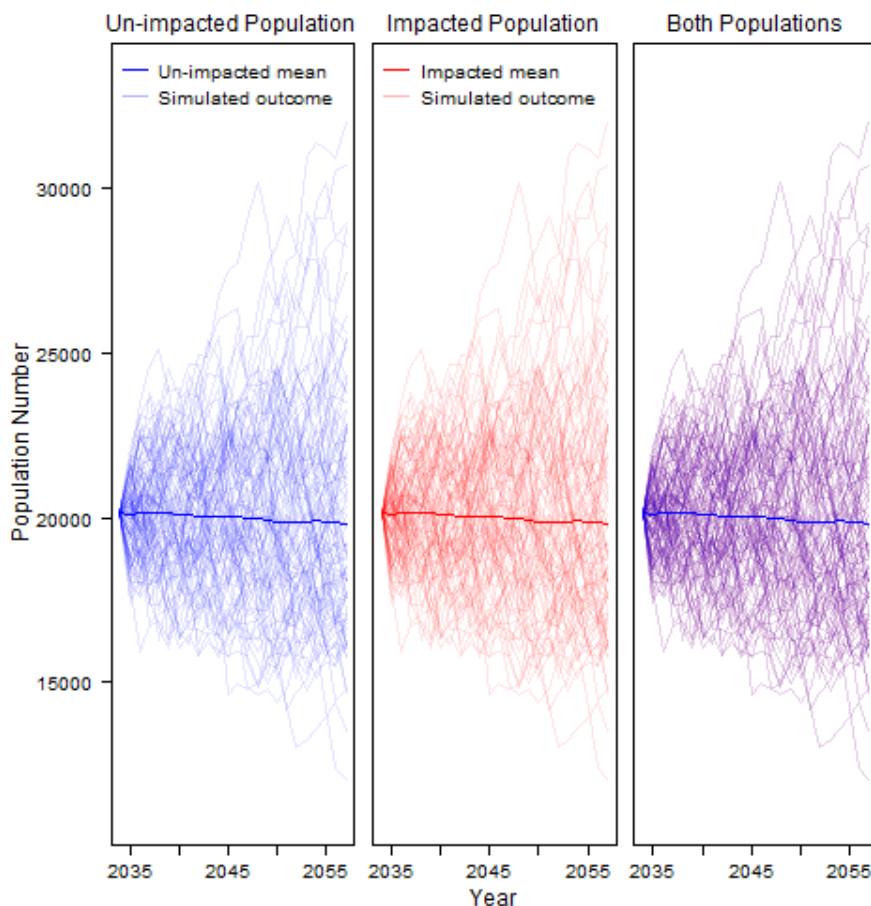 Un-impacted Population
Impacted Population
Both Populations
Un-impacted mean
Simulated outcome
Impacted mean
Simulated outcome
Population Number
30000
25000
20000
15000
2035 2045 2055
2035 2045 2055
2035 2045 2055
Year